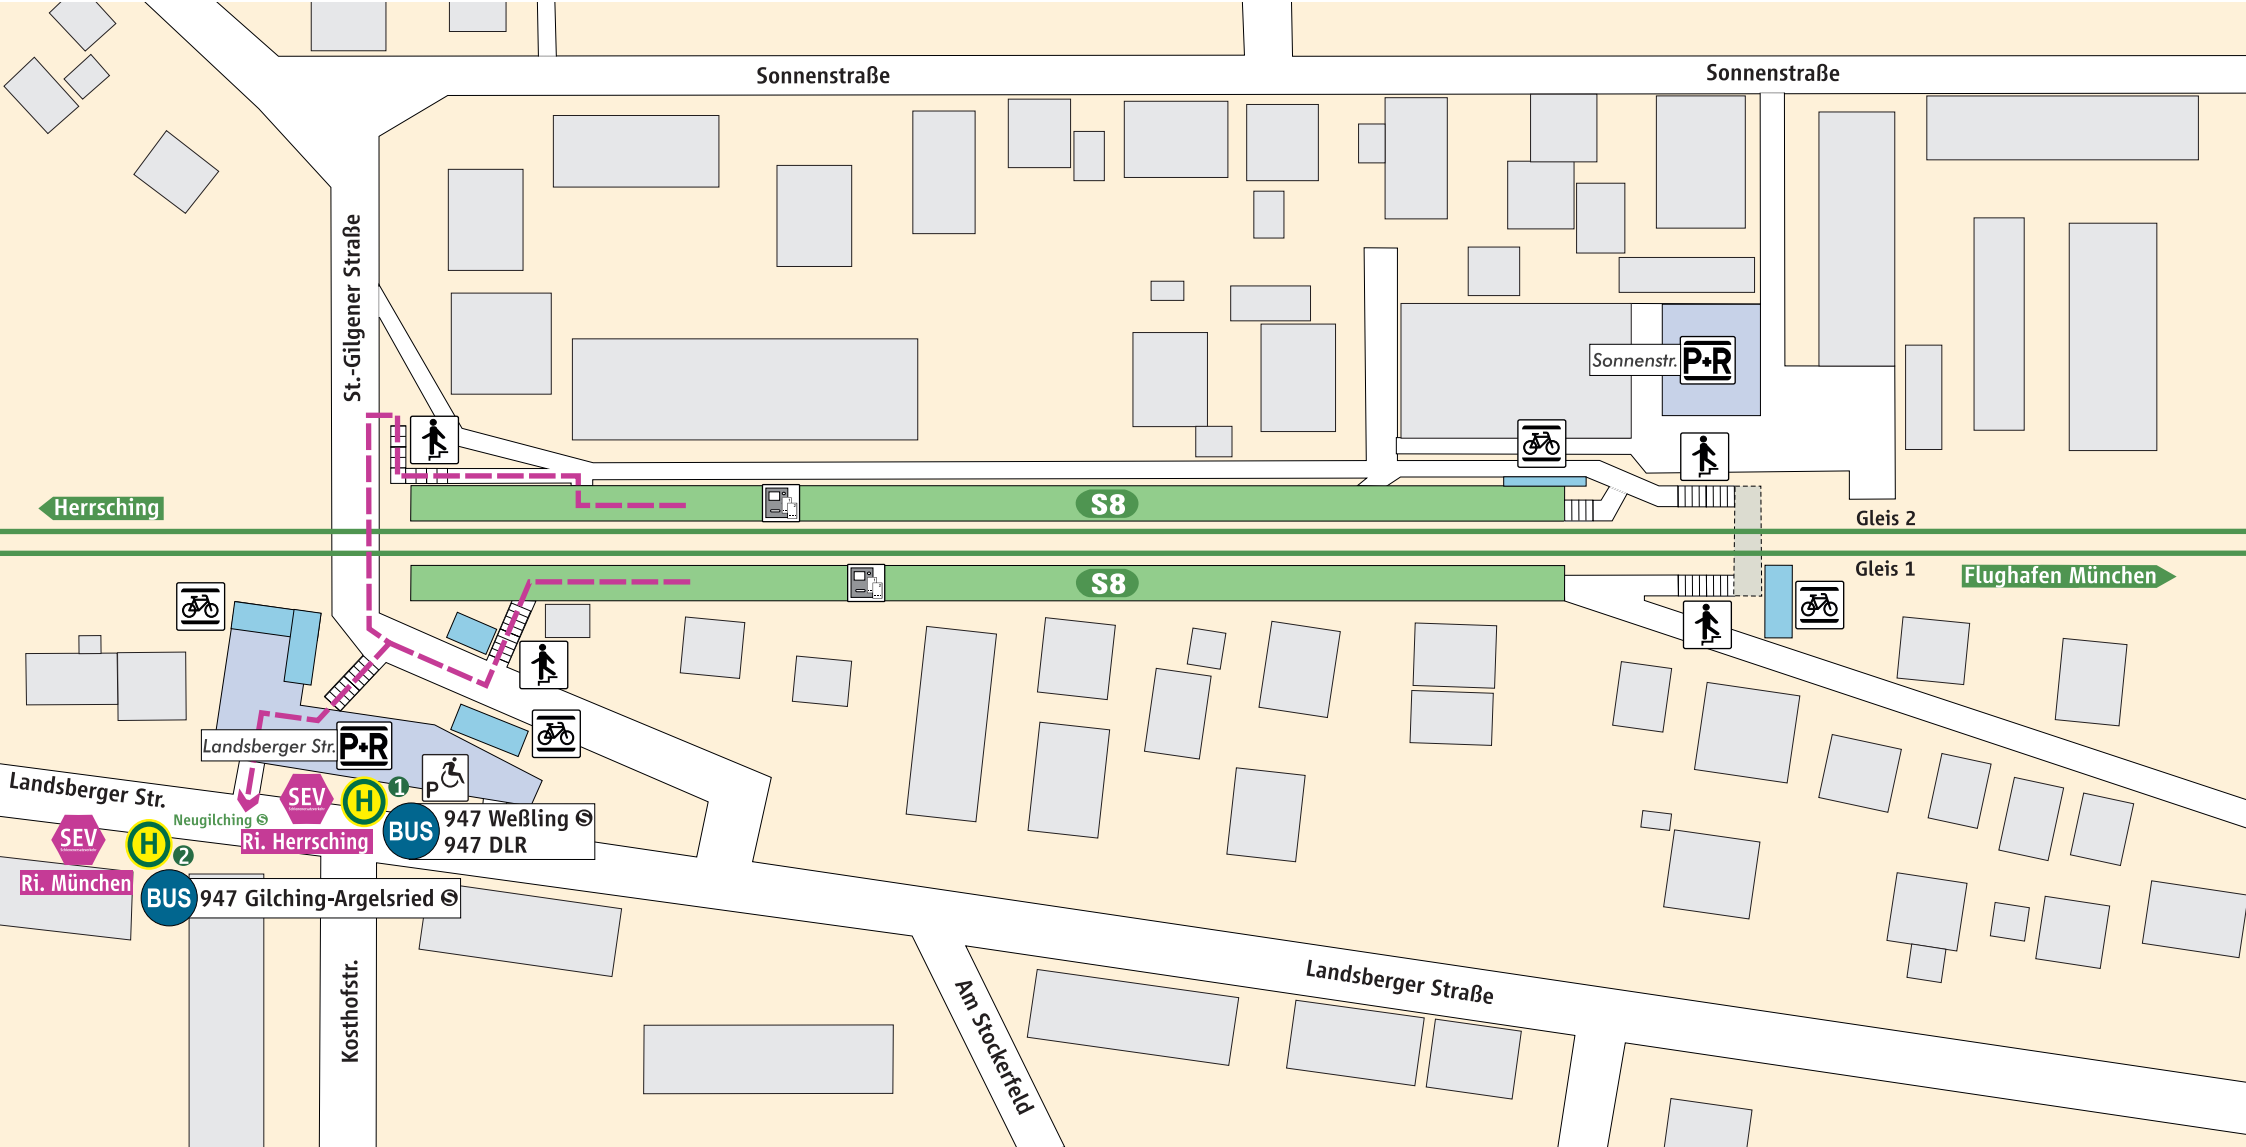 Sonnenstraße
Sonnenstraße
St.-Gilgener Straße
Sonnenstr.
P+R
Herrsching
S8
Gleis 2
S8
Gleis 1
Flughafen München
Landsberger Str.
P+R
P
Landsberger Str.
Neugilching S
SEV
H
1
Ri. Herrsching
BUS
947 Weßling S
947 DLR
SEV
H
2
Ri. München
BUS
947 Gilching-Argelsried S
Kosthofstr.
Am Stockerfeld
Landsberger Straße